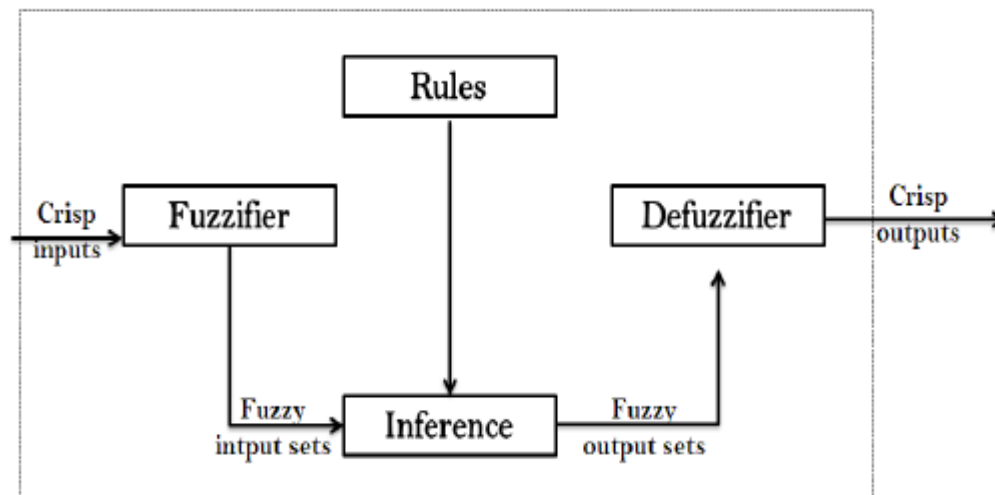 Rules
Crisp
inputs
Fuzzifier
Defuzzifier
Crisp
outputs
Fuzzy
intput sets
Inference
Fuzzy
output sets